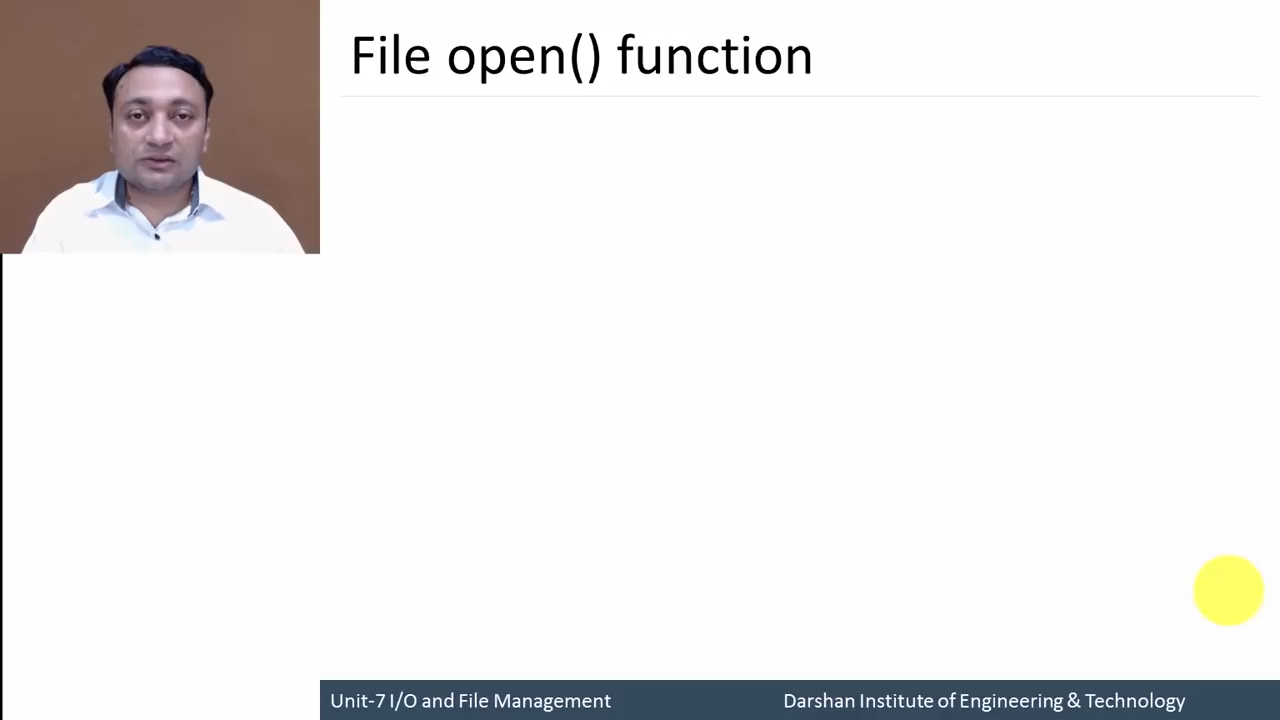 File open() function
Unit-7 I/O and File Management
Darshan Institute of Engineering & Technology